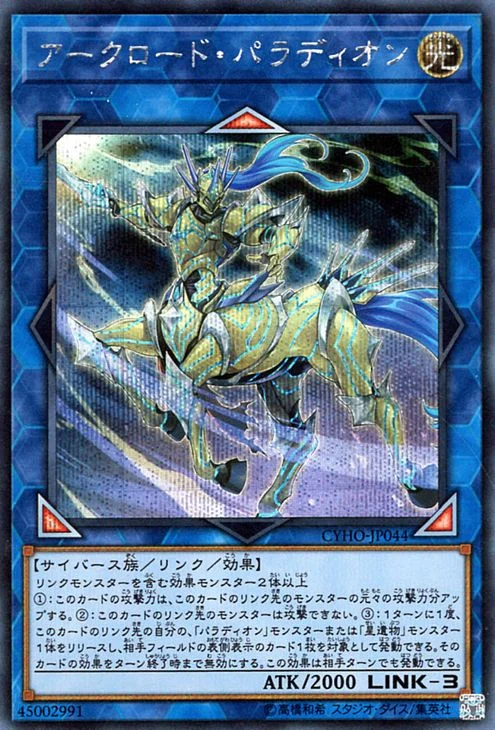 アークロード・パラディオン 光
CYHO-JP044
【サイバース族／リンク／効果】
リンクモンスターを含む効果モンスター2体以上
①：このカードの攻撃力は、このカードのリンク先のモンスターの元々の攻撃力分アッ
プする。②：このカードのリンク先のモンスターは攻撃できない。③：1ターンに1度、
このカードのリンク先の自分の、「パラディオン」モンスターまたは「星遺物」モンスター
1体をリリースし、相手フィールドの表側表示のカード1枚を対象として発動できる。その
カードの効果をターン終了時まで無効にする。この効果は相手ターンでも発動できる。
ATK/2000 LINK-3
45002991 ©高橋和希 スタジオ・ダイス/集英社